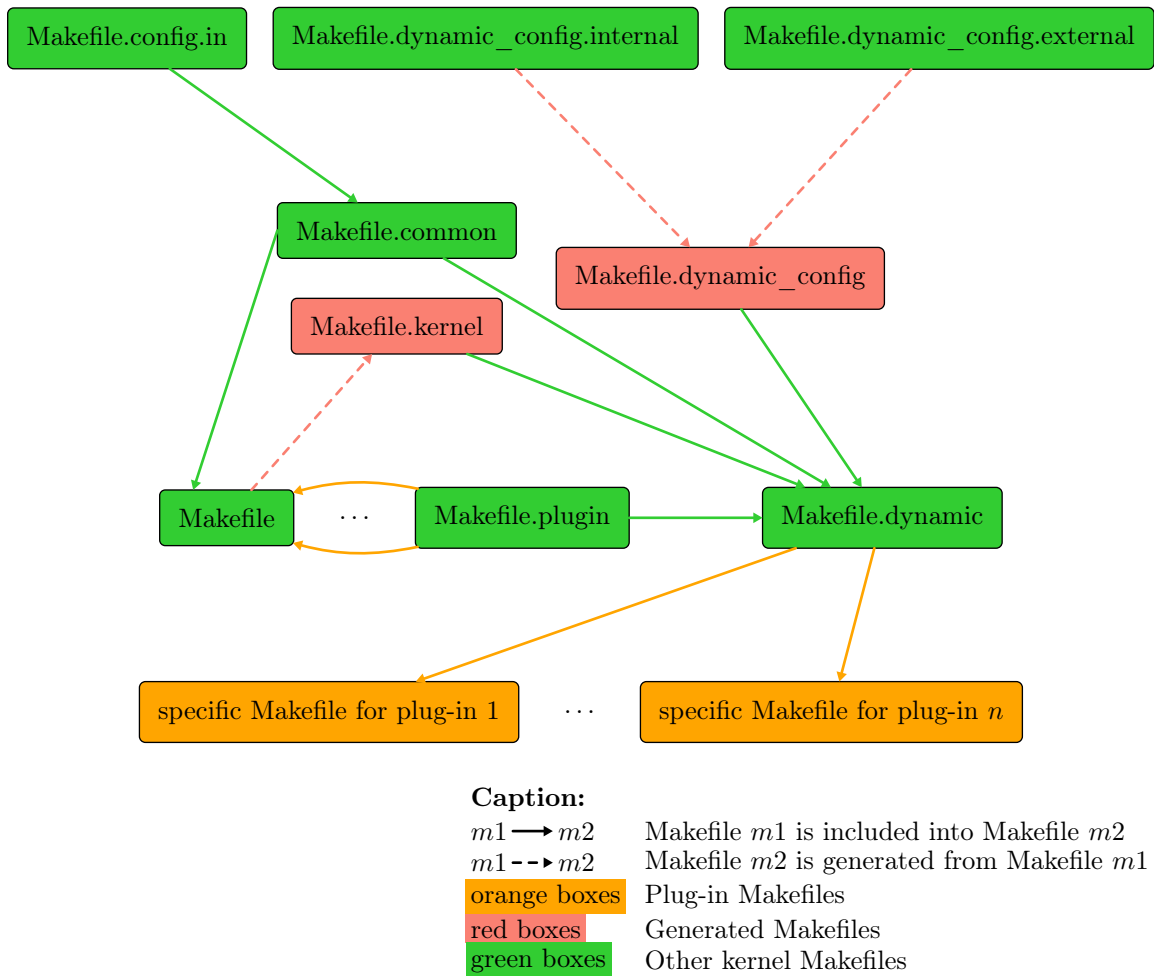 Makefile.config.in
Makefile.dynamic_config.internal
Makefile.dynamic_config.external
Makefile.common
Makefile.dynamic_config
Makefile.kernel
Makefile
...
Makefile.plugin
Makefile.dynamic
specific Makefile for plug-in 1
...
specific Makefile for plug-in n
Caption:
m1 m2 Makefile m1 is included into Makefile m2
m1 m2 Makefile m2 is generated from Makefile m1
orange boxes Plug-in Makefiles
red boxes Generated Makefiles
green boxes Other kernel Makefiles